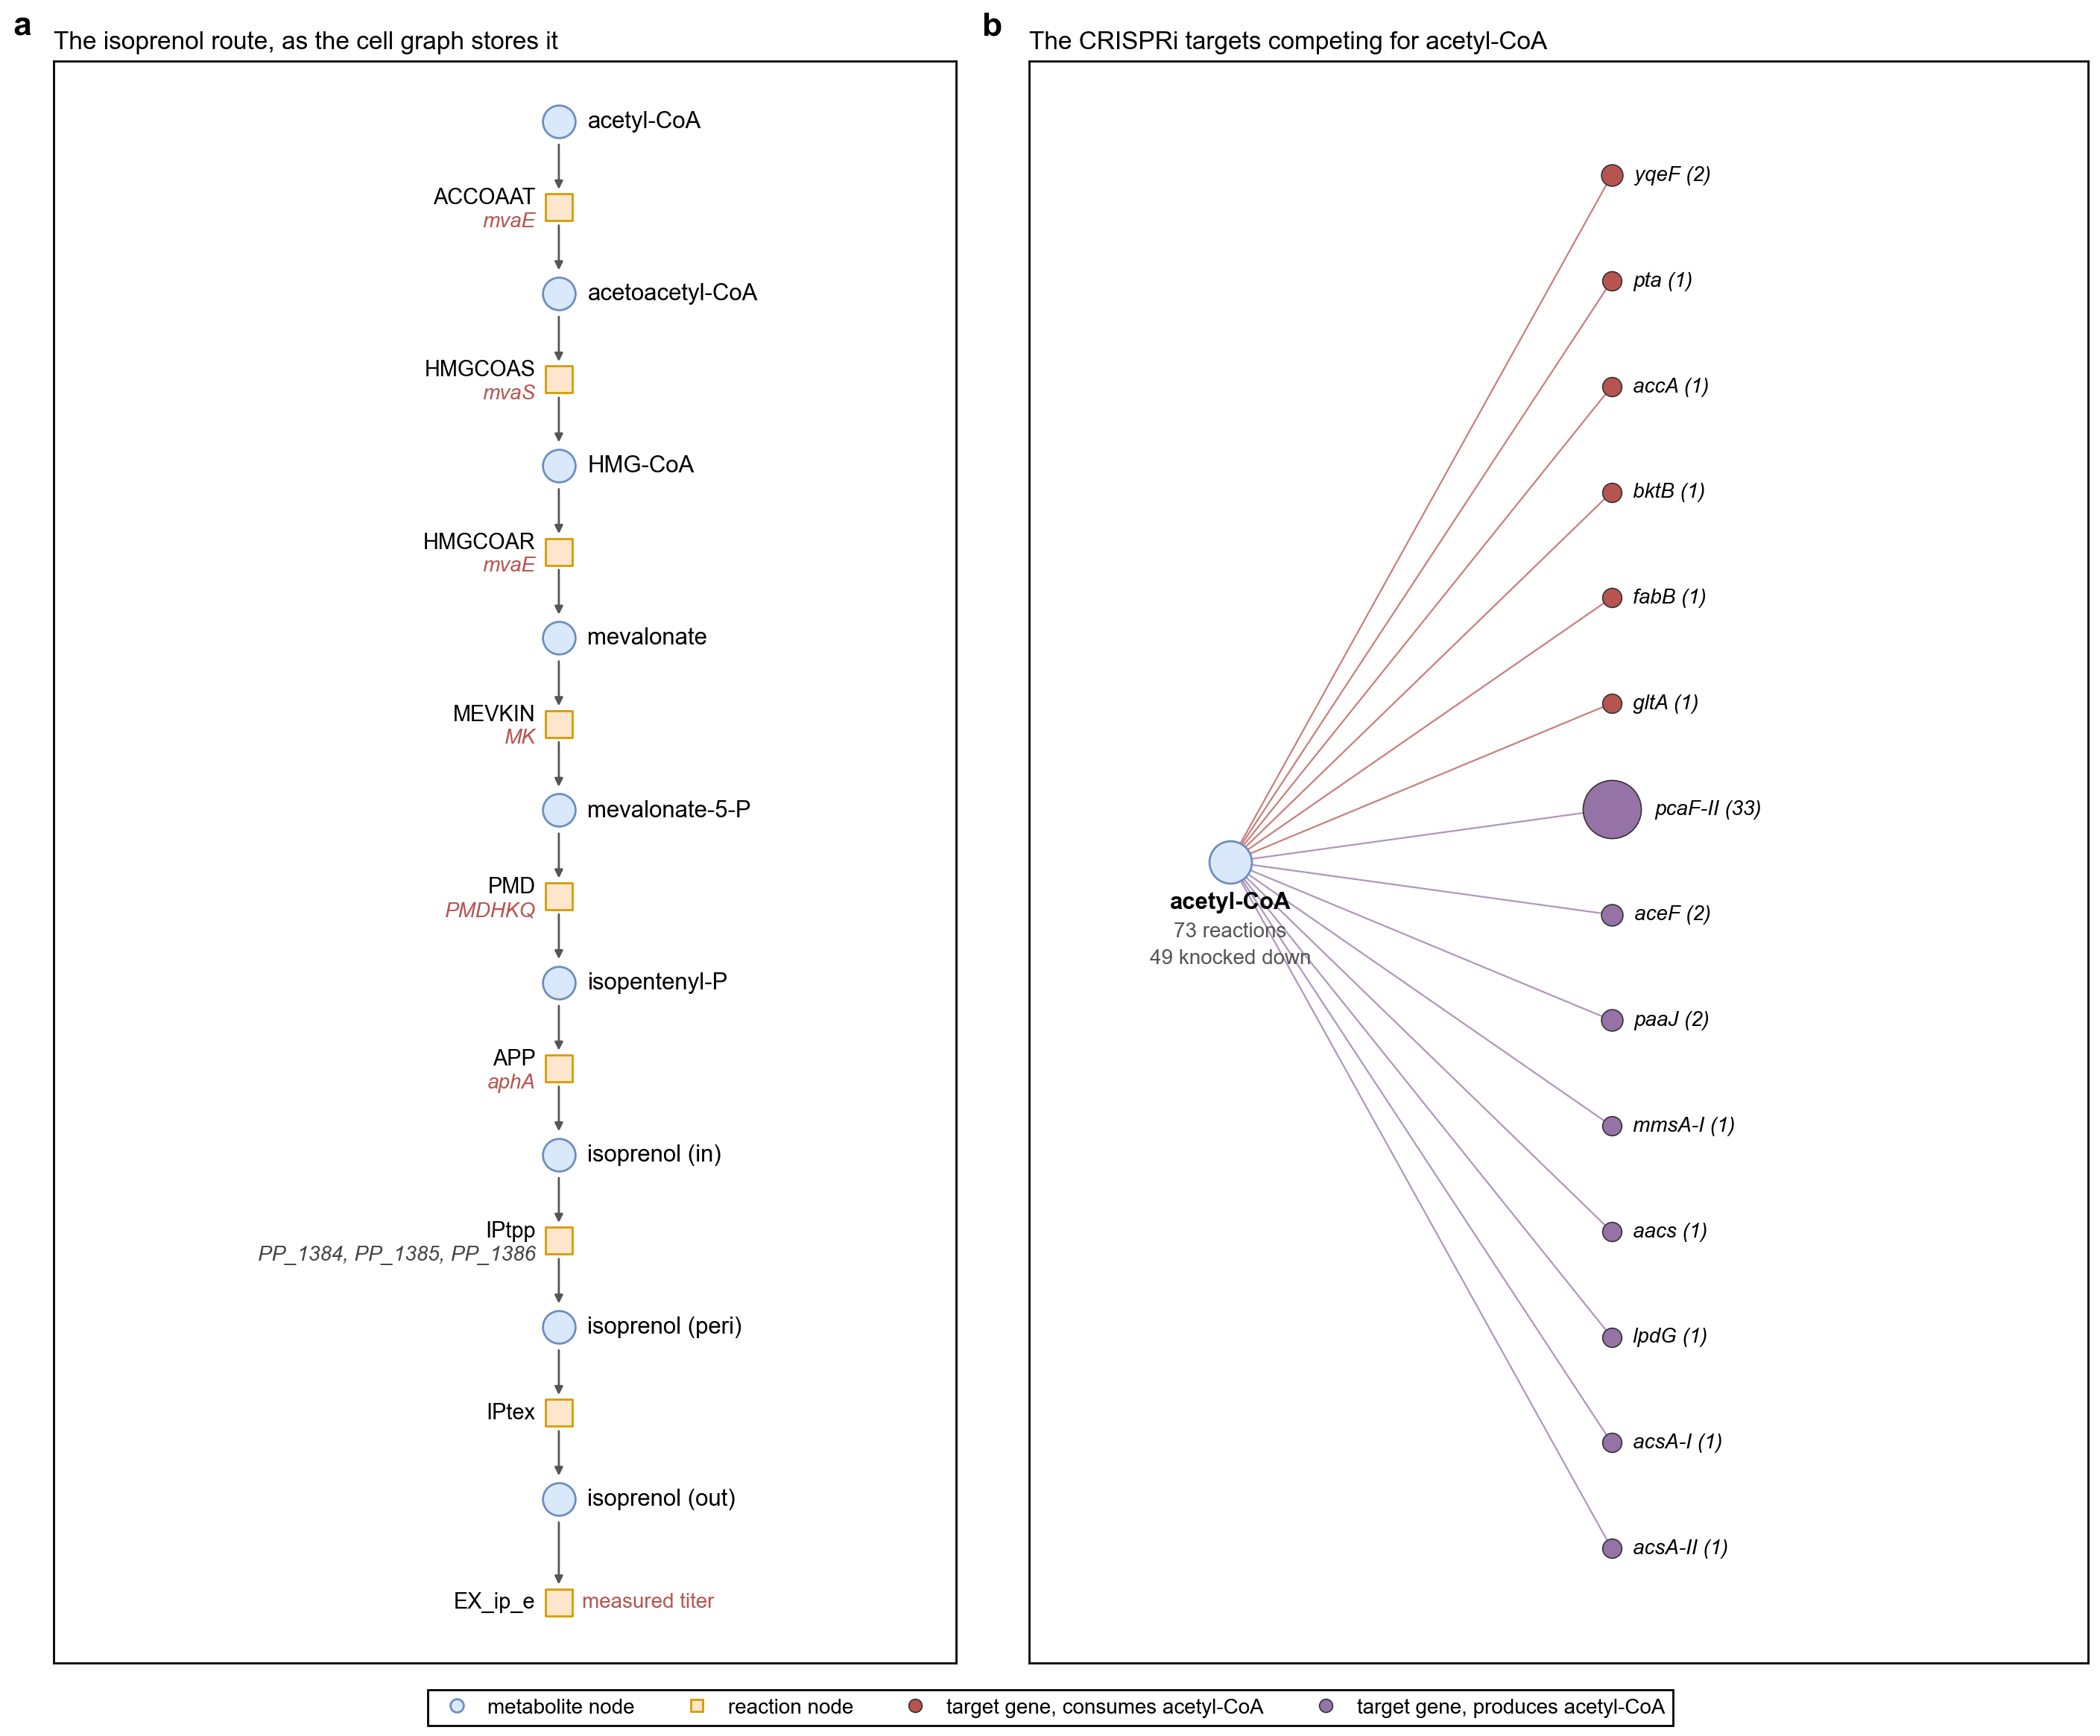 a
The isoprenol route, as the cell graph stores it
acetyl-CoA
ACCOAAT
mvaE
acetoacetyl-CoA
HMGCOAS
mvaS
HMG-CoA
HMGCOAR
mvaE
mevalonate
MEVKIN
MK
mevalonate-5-P
PMD
PMDHKQ
isopentenyl-P
APP
aphA
isoprenol (in)
IPtpp
PP_1384, PP_1385, PP_1386
isoprenol (peri)
IPtex
isoprenol (out)
EX_ip_e
measured titer
b
The CRISPRi targets competing for acetyl-CoA
yqeF (2)
pta (1)
accA (1)
bktB (1)
fabB (1)
gltA (1)
pcaF-II (33)
acetyl-CoA
73 reactions
49 knocked down
aceF (2)
paaJ (2)
mmsA-I (1)
aacs (1)
lpdG (1)
acsA-I (1)
acsA-II (1)
metabolite node
reaction node
target gene, consumes acetyl-CoA
target gene, produces acetyl-CoA